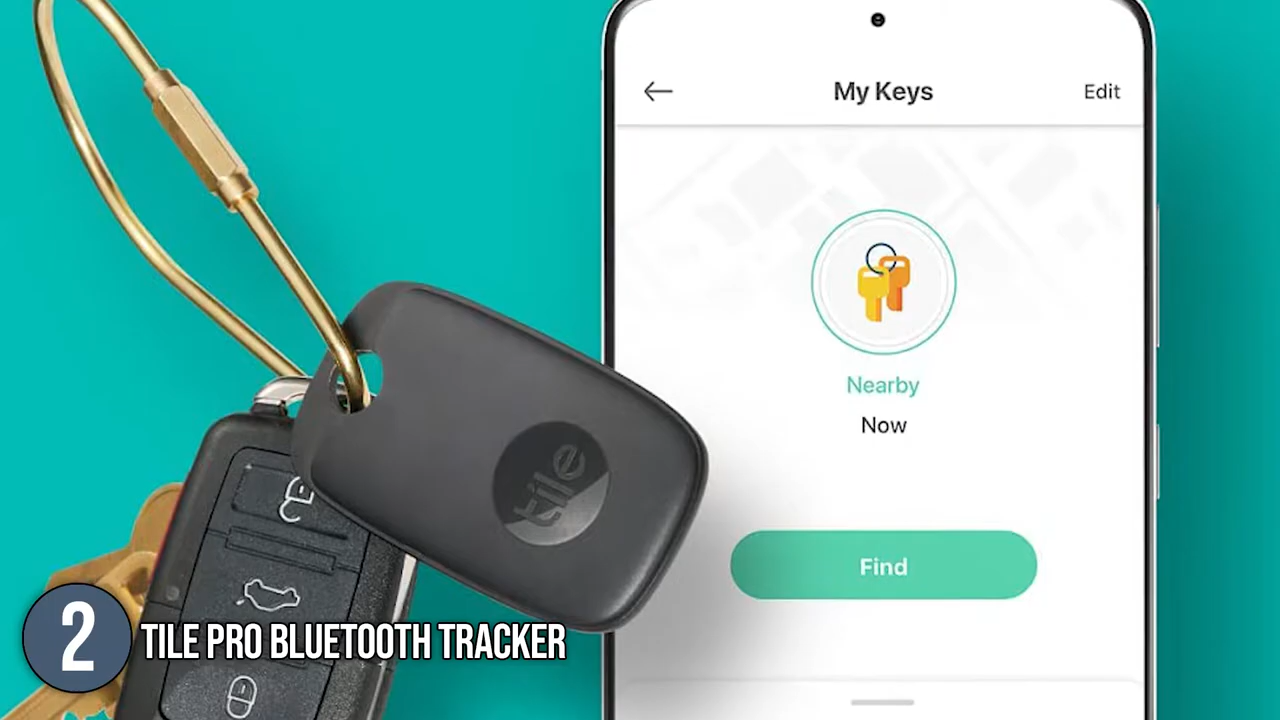 My Keys
Edit
Nearby
Now
tile
Find
2
TILE PRO BLUETOOTH TRACKER